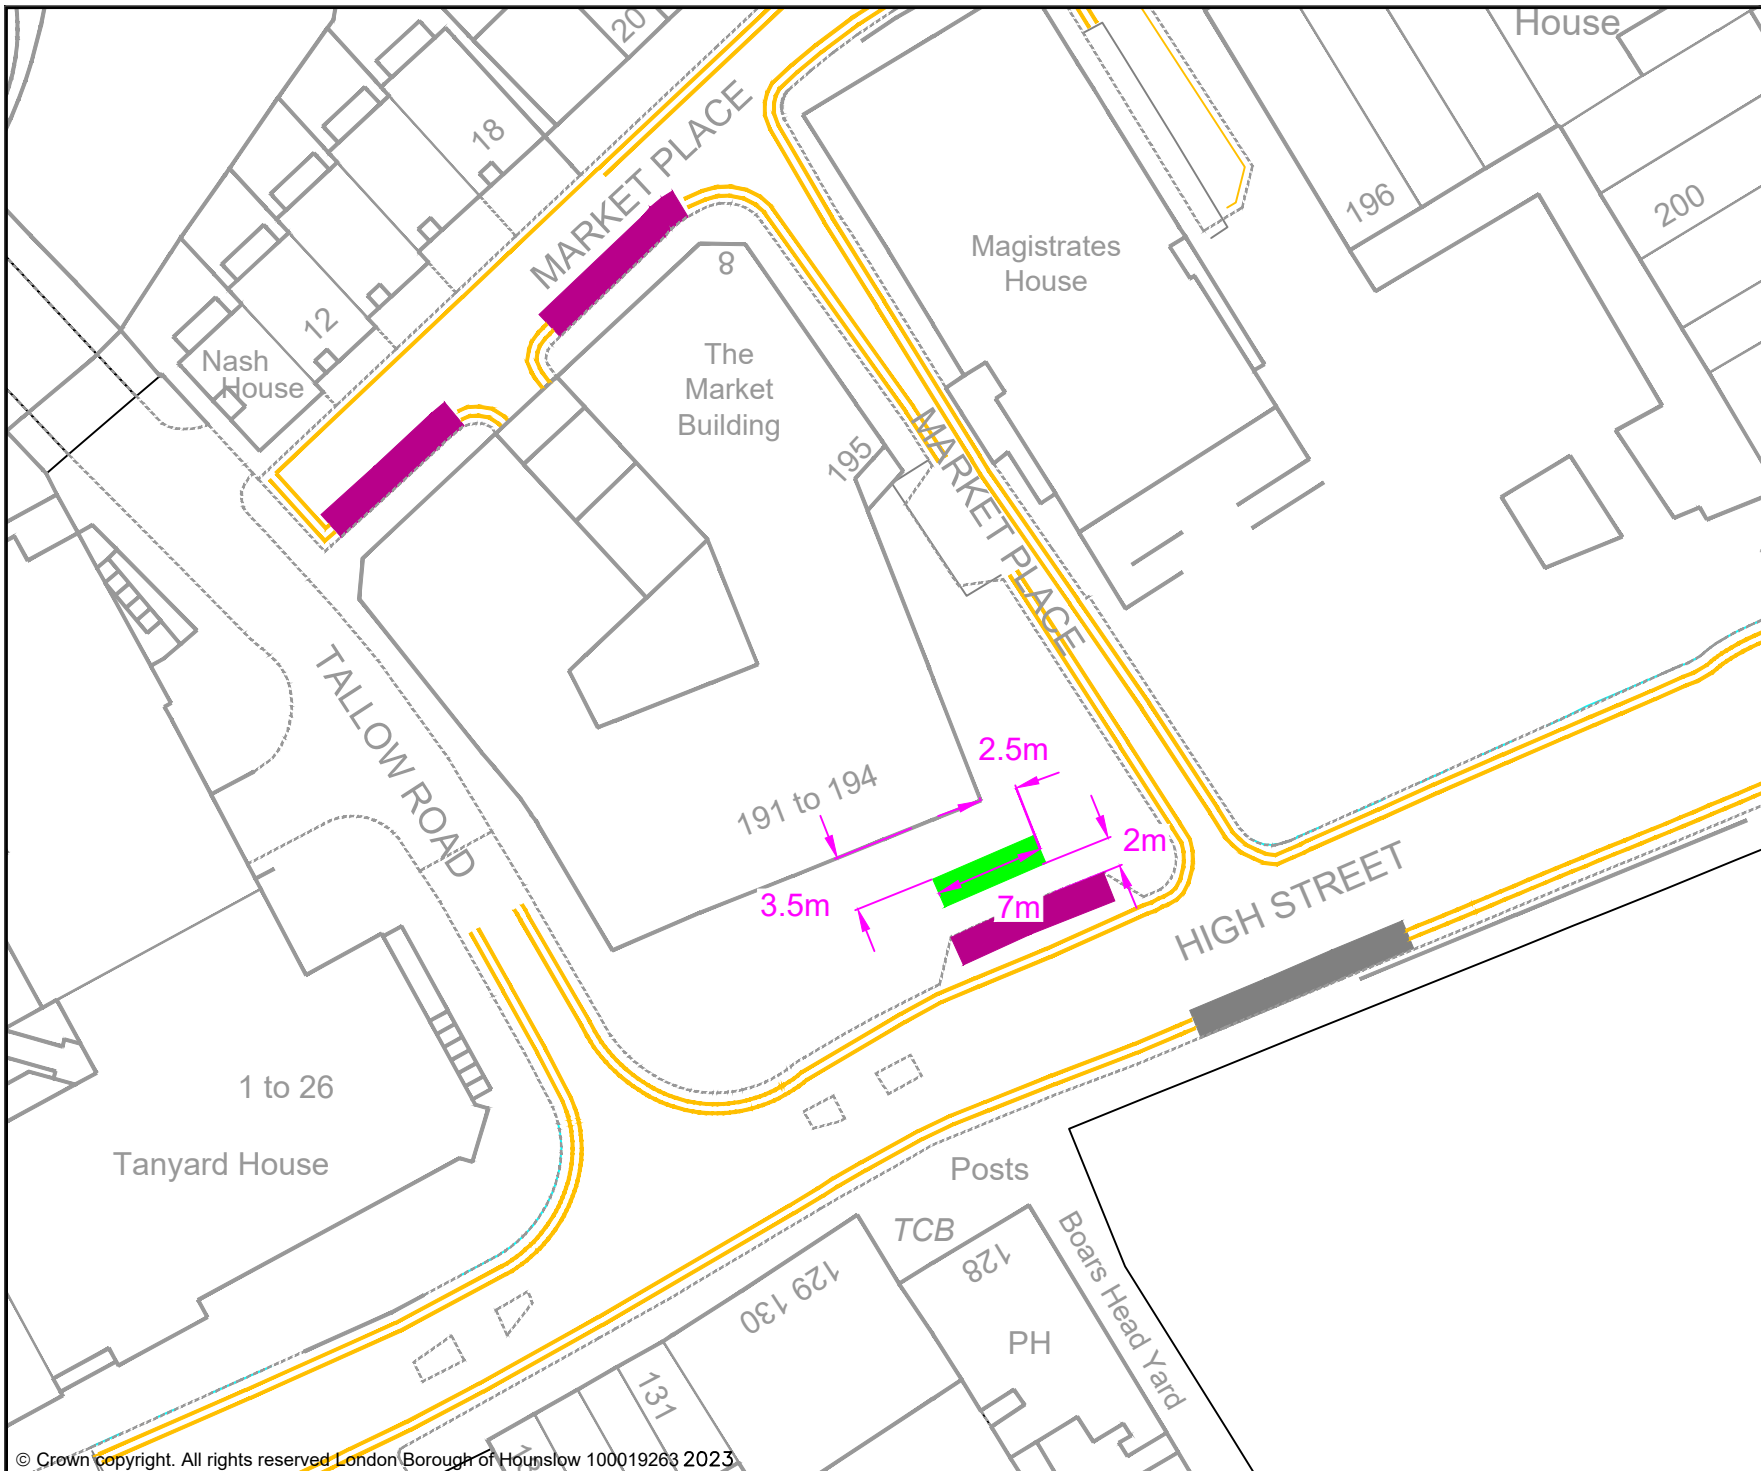 House
20
18
MARKET PLACE
196
200
Magistrates
House
8
12
Nash
House
The
Market
Building
195
MARKET PLACE
TALLOW ROAD
2.5m
191 to 194
2m
3.5m
7m
HIGH STREET
1 to 26
Tanyard House
Posts
TCB
128
129 130
Boars Head Yard
PH
131
© Crown copyright. All rights reserved London Borough of Hounslow 100019263 2023